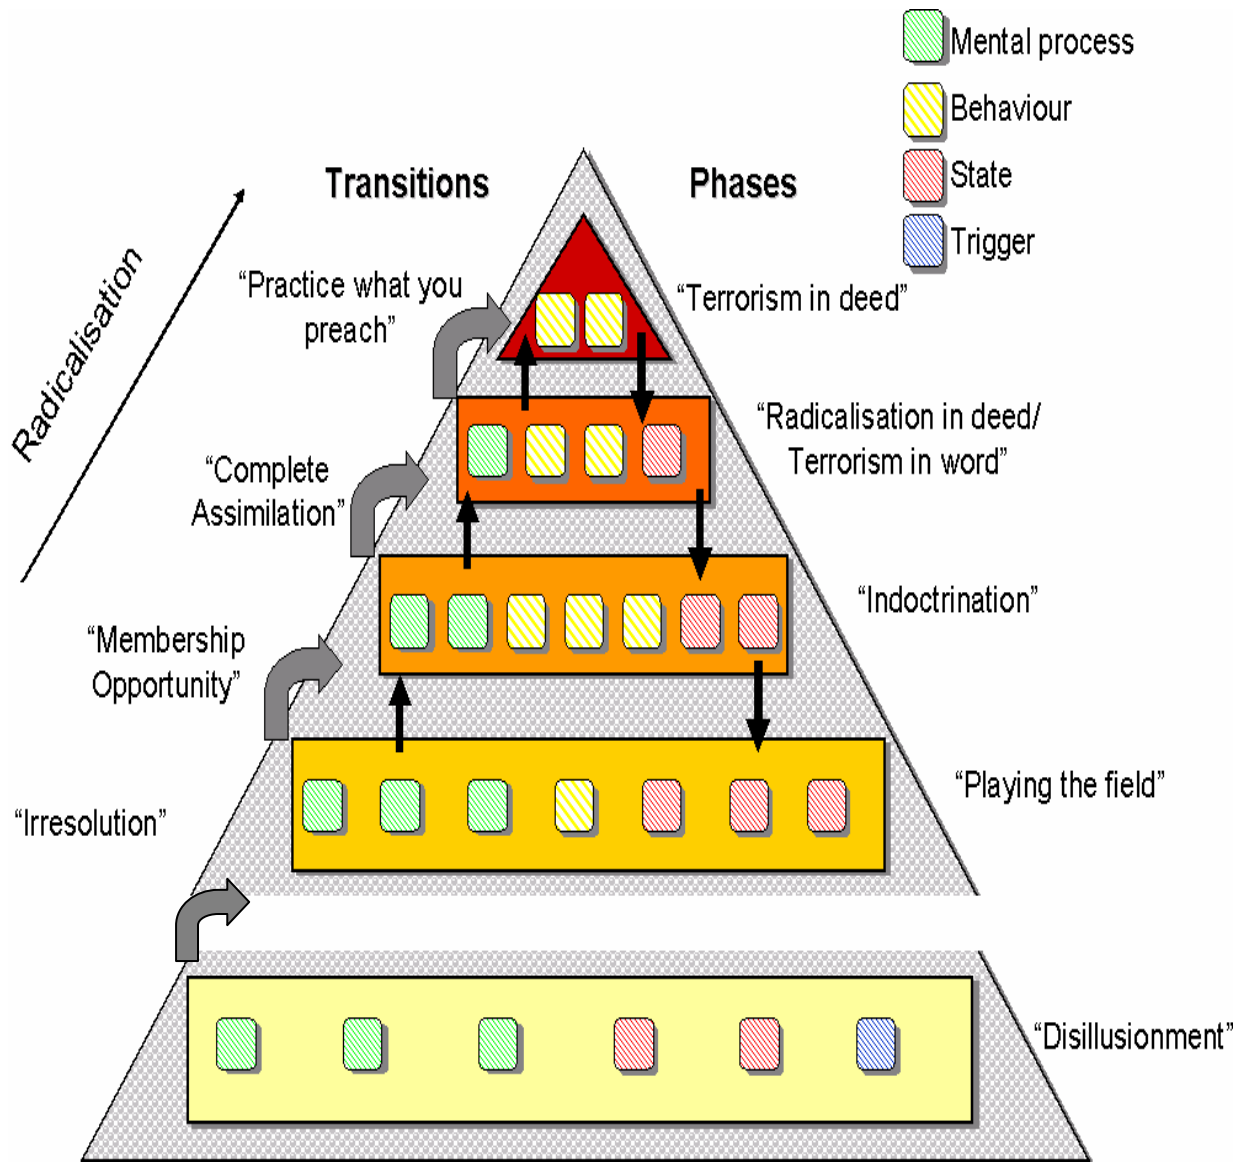 Mental process
Behaviour
State
Trigger
Transitions
Phases
Radicalisation
“Practice what you
preach”
“Terrorism in deed”
“Complete
Assimilation”
“Radicalisation in deed/
Terrorism in word”
“Membership
Opportunity”
“Indoctrination”
“Irresolution”
“Playing the field”
“Disillusionment”